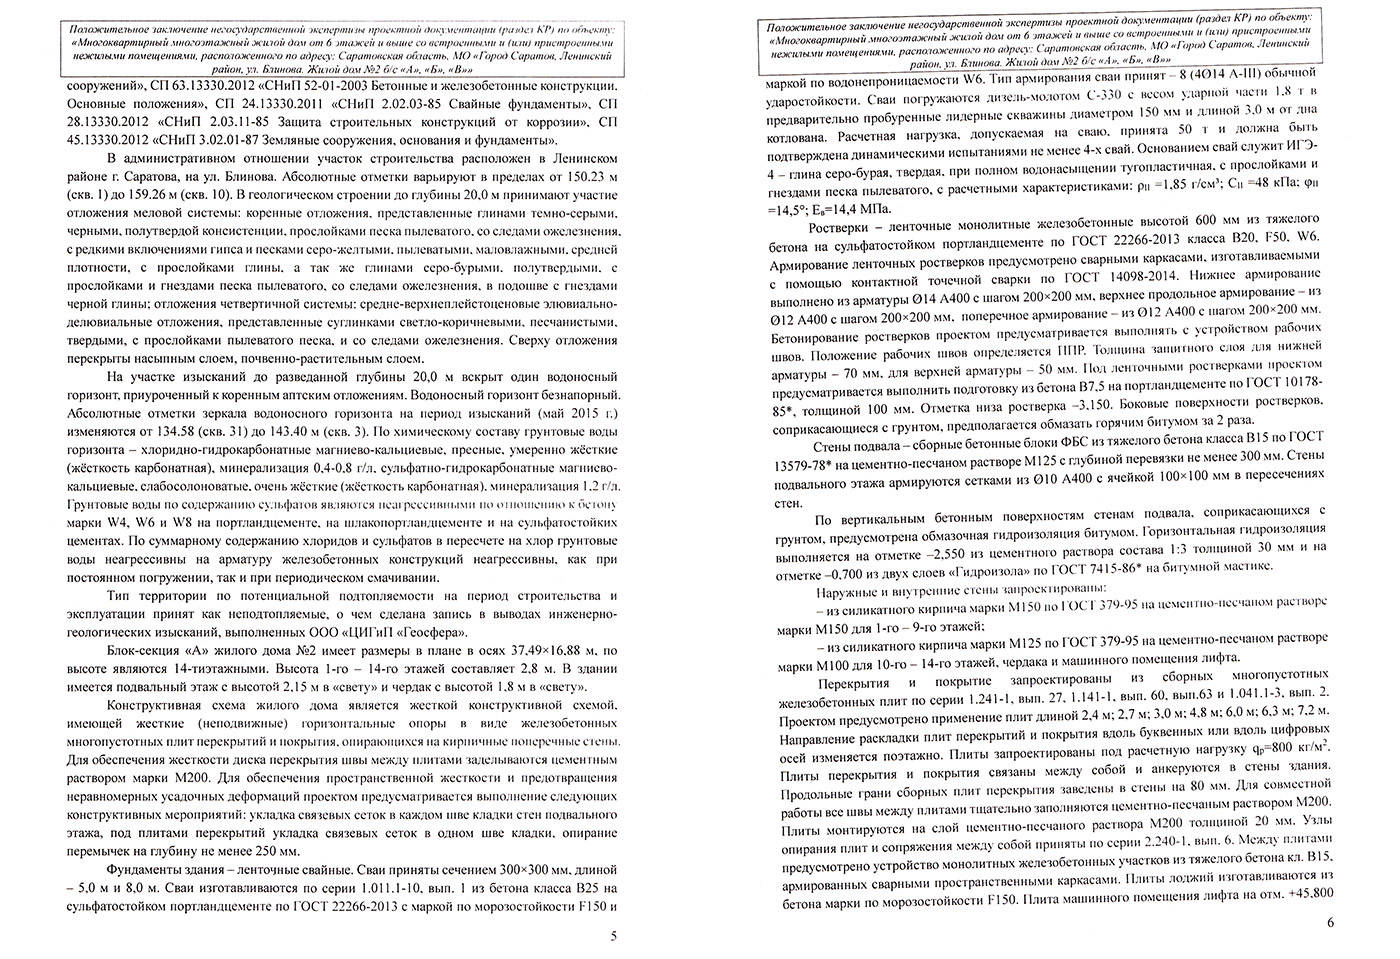 Положительное заключение негосударственной экспертизы проектной документации (раздел КР) по объекту:
«Многоквартирный многоэтажный жилой дом от 6 этажей и выше со встроенными и (или) пристроенными
нежилыми помещениями, расположенного по адресу: Саратовская область, МО «Город Саратов, Ленинский
район, ул. Блинова. Жилой дом №2 б/с «А», «Б», «В»»
сооружений», СП 63.13330.2012 «СНиП 52-01-2003 Бетонные и железобетонные конструкции.
Основные положения», СП 24.13330.2011 «СНиП 2.02.03-85 Свайные фундаменты», СП
28.13330.2012 «СНиП 2.03.11-85 Защита строительных конструкций от коррозии», СП
45.13330.2012 «СНиП 3.02.01-87 Земляные сооружения, основания и фундаменты».
В административном отношении участок строительства расположен в Ленинском
районе г. Саратова, на ул. Блинова. Абсолютные отметки варьируют в пределах от 150.23 м
(скв. 1) до 159.26 м (скв. 10). В геологическом строении до глубины 20,0 м принимают участие
отложения меловой системы: коренные отложения, представленные глинами темно-серыми,
черными, полутвердой консистенции, прослойками песка пылеватого, со следами ожелезнения,
с редкими включениями гипса и песками серо-желтыми, пылеватыми, маловлажными, средней
плотности, с прослойками глины, а так же глинами серо-бурыми, полутвердыми, с
прослойками и гнездами песка пылеватого, со следами ожелезнения, в подошве с гнездами
черной глины; отложения четвертичной системы: средне-верхнеплейстоценовые элювиально-
делювиальные отложения, представленные суглинками светло-коричневыми, песчанистыми,
твердыми, с прослойками пылеватого песка, и со следами ожелезнения. Сверху отложения
перекрыты насыпным слоем, почвенно-растительным слоем.
На участке изысканий до разведанной глубины 20,0 м вскрыт один водоносный
горизонт, приуроченный к коренным аптским отложениям. Водоносный горизонт безнапорный.
Абсолютные отметки зеркала водоносного горизонта на период изысканий (май 2015 г.)
изменяются от 134.58 (скв. 31) до 143.40 м (скв. 3). По химическому составу грунтовые воды
горизонта – хлоридно-гидрокарбонатные магниево-кальциевые, пресные, умеренно жёсткие
(жёсткость карбонатная), минерализация 0,4-0,8 г/л, сульфатно-гидрокарбонатные магниево-
кальциевые, слабосолоноватые, очень жёсткие (жёсткость карбонатная), минерализация 1,2 г/л.
Грунтовые воды по содержанию сульфатов являются неагрессивными по отношению к бетону
марки W4, W6 и W8 на портландцементе, на шлакопортландцементе и на сульфатостойких
цементах. По суммарному содержанию хлоридов и сульфатов в пересчете на хлор грунтовые
воды неагрессивны на арматуру железобетонных конструкций неагрессивны, как при
постоянном погружении, так и при периодическом смачивании.
Тип территории по потенциальной подтопляемости на период строительства и
эксплуатации принят как неподтопляемые, о чем сделана запись в выводах инженерно-
геологических изысканий, выполненных ООО «ЦИГиП «Геосфера».
Блок-секция «А» жилого дома №2 имеет размеры в плане в осях 37,49×16,88 м, по
высоте являются 14-тиэтажными. Высота 1-го – 14-го этажей составляет 2,8 м. В здании
имеется подвальный этаж с высотой 2,15 м в «свету» и чердак с высотой 1,8 м в «свету».
Конструктивная схема жилого дома является жесткой конструктивной схемой,
имеющей жесткие (неподвижные) горизонтальные опоры в виде железобетонных
многопустотных плит перекрытий и покрытия, опирающихся на кирпичные поперечные стены.
Для обеспечения жесткости диска перекрытия швы между плитами заделываются цементным
раствором марки М200. Для обеспечения пространственной жесткости и предотвращения
неравномерных усадочных деформаций проектом предусматривается выполнение следующих
конструктивных мероприятий: укладка связевых сеток в каждом шве кладки стен подвального
этажа, под плитами перекрытий укладка связевых сеток в одном шве кладки, опирание
перемычек на глубину не менее 250 мм.
Фундаменты здания – ленточные свайные. Сваи приняты сечением 300×300 мм, длиной
– 5,0 м и 8,0 м. Сваи изготавливаются по серии 1.011.1-10, вып. 1 из бетона класса В25 на
сульфатостойком портландцементе по ГОСТ 22266-2013 с маркой по морозостойкости F150 и
5
Положительное заключение негосударственной экспертизы проектной документации (раздел КР) по объекту:
«Многоквартирный многоэтажный жилой дом от 6 этажей и выше со встроенными и (или) пристроенными
нежилыми помещениями, расположенного по адресу: Саратовская область, МО «Город Саратов, Ленинский
район, ул. Блинова. Жилой дом №2 б/с «А», «Б», «В»»
маркой по водонепроницаемости W6. Тип армирования сваи принят – 8 (4Ø14 А-III) обычной
ударостойкости. Сваи погружаются дизель-молотом С-330 с весом ударной части 1,8 т в
предварительно пробуренные лидерные скважины диаметром 150 мм и длиной 3,0 м от дна
котлована. Расчетная нагрузка, допускаемая на сваю, принята 50 т и должна быть
подтверждена динамическими испытаниями не менее 4-х свай. Основанием свай служит ИГЭ-
4 – глина серо-бурая, твердая, при полном водонасыщении тугопластичная, с прослойками и
гнездами песка пылеватого, с расчетными характеристиками: ρII =1,85 г/см³; СII =48 кПа; φII
=14,5°; Ев=14,4 МПа.
Ростверки – ленточные монолитные железобетонные высотой 600 мм из тяжелого
бетона на сульфатостойком портландцементе по ГОСТ 22266-2013 класса В20, F50, W6.
Армирование ленточных ростверков предусмотрено сварными каркасами, изготавливаемыми
с помощью контактной точечной сварки по ГОСТ 14098-2014. Нижнее армирование
выполнено из арматуры Ø14 А400 с шагом 200×200 мм, верхнее продольное армирование – из
Ø12 А400 с шагом 200×200 мм, поперечное армирование – из Ø12 А400 с шагом 200×200 мм.
Бетонирование ростверков проектом предусматривается выполнять с устройством рабочих
швов. Положение рабочих швов определяется ППР. Толщина защитного слоя для нижней
арматуры – 70 мм, для верхней арматуры – 50 мм. Под ленточными ростверками проектом
предусматривается выполнить подготовку из бетона В7,5 на портландцементе по ГОСТ 10178-
85*, толщиной 100 мм. Отметка низа ростверка –3,150. Боковые поверхности ростверков,
соприкасающиеся с грунтом, предполагается обмазать горячим битумом за 2 раза.
Стены подвала – сборные бетонные блоки ФБС из тяжелого бетона класса В15 по ГОСТ
13579-78* на цементно-песчаном растворе М125 с глубиной перевязки не менее 300 мм. Стены
подвального этажа армируются сетками из Ø10 А400 с ячейкой 100×100 мм в пересечениях
стен.
По вертикальным бетонным поверхностям стенам подвала, соприкасающихся с
грунтом, предусмотрена обмазочная гидроизоляция битумом. Горизонтальная гидроизоляция
выполняется на отметке –2,550 из цементного раствора состава 1:3 толщиной 30 мм и на
отметке –0,700 из двух слоев «Гидроизола» по ГОСТ 7415-86* на битумной мастике.
Наружные и внутренние стены запроектированы:
– из силикатного кирпича марки М150 по ГОСТ 379-95 на цементно-песчаном растворе
марки М150 для 1-го – 9-го этажей;
– из силикатного кирпича марки М125 по ГОСТ 379-95 на цементно-песчаном растворе
марки М100 для 10-го – 14-го этажей, чердака и машинного помещения лифта.
Перекрытия и покрытие запроектированы из сборных многопустотных
железобетонных плит по серии 1.241-1, вып. 27, 1.141-1, вып. 60, вып.63 и 1.041.1-3, вып. 2.
Проектом предусмотрено применение плит длиной 2,4 м; 2,7 м; 3,0 м; 4,8 м; 6,0 м; 6,3 м; 7,2 м.
Направление раскладки плит перекрытий и покрытия вдоль буквенных или вдоль цифровых
осей изменяется поэтажно. Плиты запроектированы под расчетную нагрузку qр=800 кг/м².
Плиты перекрытия и покрытия связаны между собой и анкеруются в стены здания.
Продольные грани сборных плит перекрытия заведены в стены на 80 мм. Для совместной
работы все швы между плитами тщательно заполняются цементно-песчаным раствором М200.
Плиты монтируются на слой цементно-песчаного раствора М200 толщиной 20 мм. Узлы
опирания плит и сопряжения между собой приняты по серии 2.240-1, вып. 6. Между плитами
предусмотрено устройство монолитных железобетонных участков из тяжелого бетона кл. В15,
армированных сварными пространственными каркасами. Плиты лоджий изготавливаются из
бетона марки по морозостойкости F150. Плита машинного помещения лифта на отм. +45,800
6